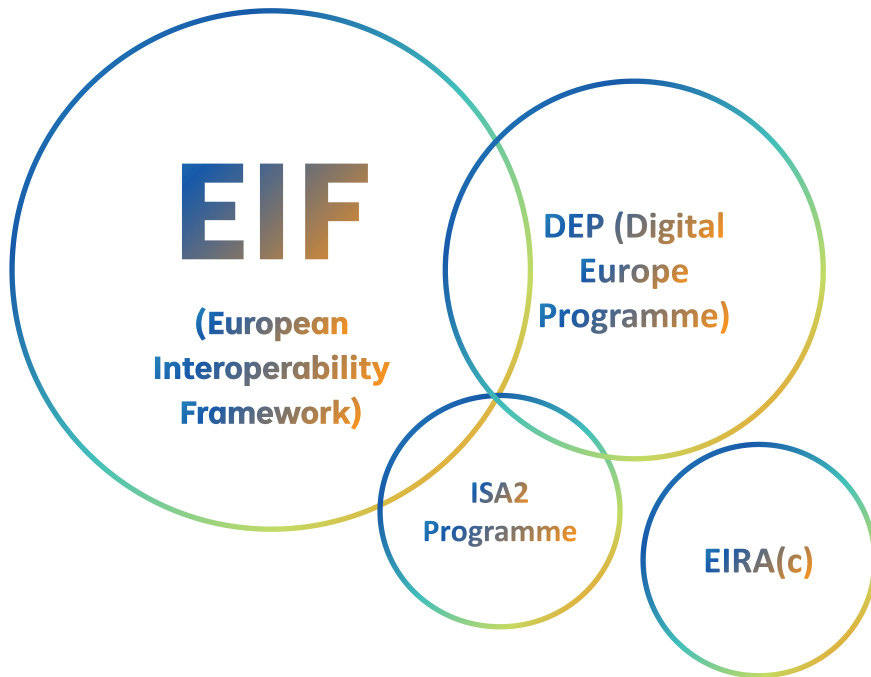 EIF
(European
Interoperability
Framework)
DEP (Digital
Europe
Programme)
ISA2
Programme
EIRA(c)